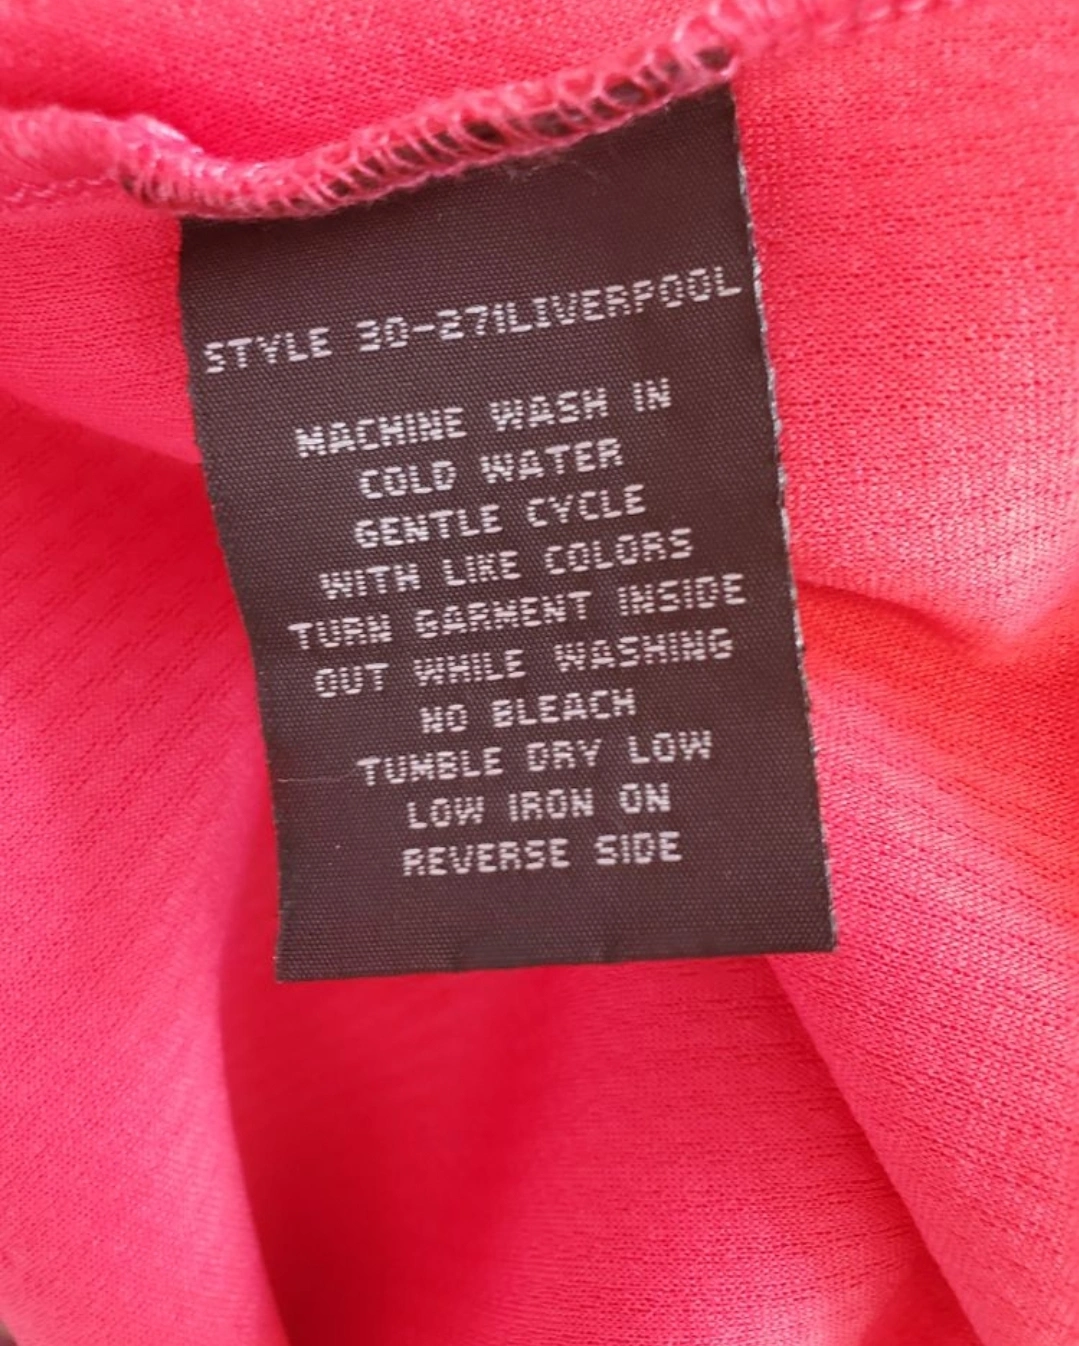 STYLE 30-271LIVERPOOL
MACHINE WASH IN
COLD WATER
GENTLE CYCLE
WITH LIKE COLORS
TURN GARMENT INSIDE
OUT WHILE WASHING
NO BLEACH
TUMBLE DRY LOW
LOW IRON ON
REVERSE SIDE